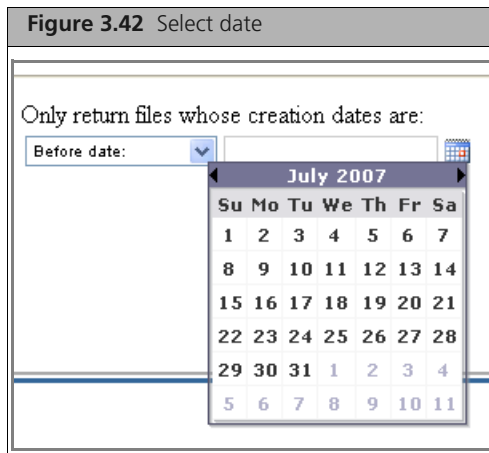 Figure 3.42 Select date
Only return files whose creation dates are:
Before date:
July 2007
Su Mo Tu We Th Fr Sa
1 2 3 4 5 6 7
8 9 10 11 12 13 14
15 16 17 18 19 20 21
22 23 24 25 26 27 28
29 30 31 1 2 3 4
5 6 7 8 9 10 11